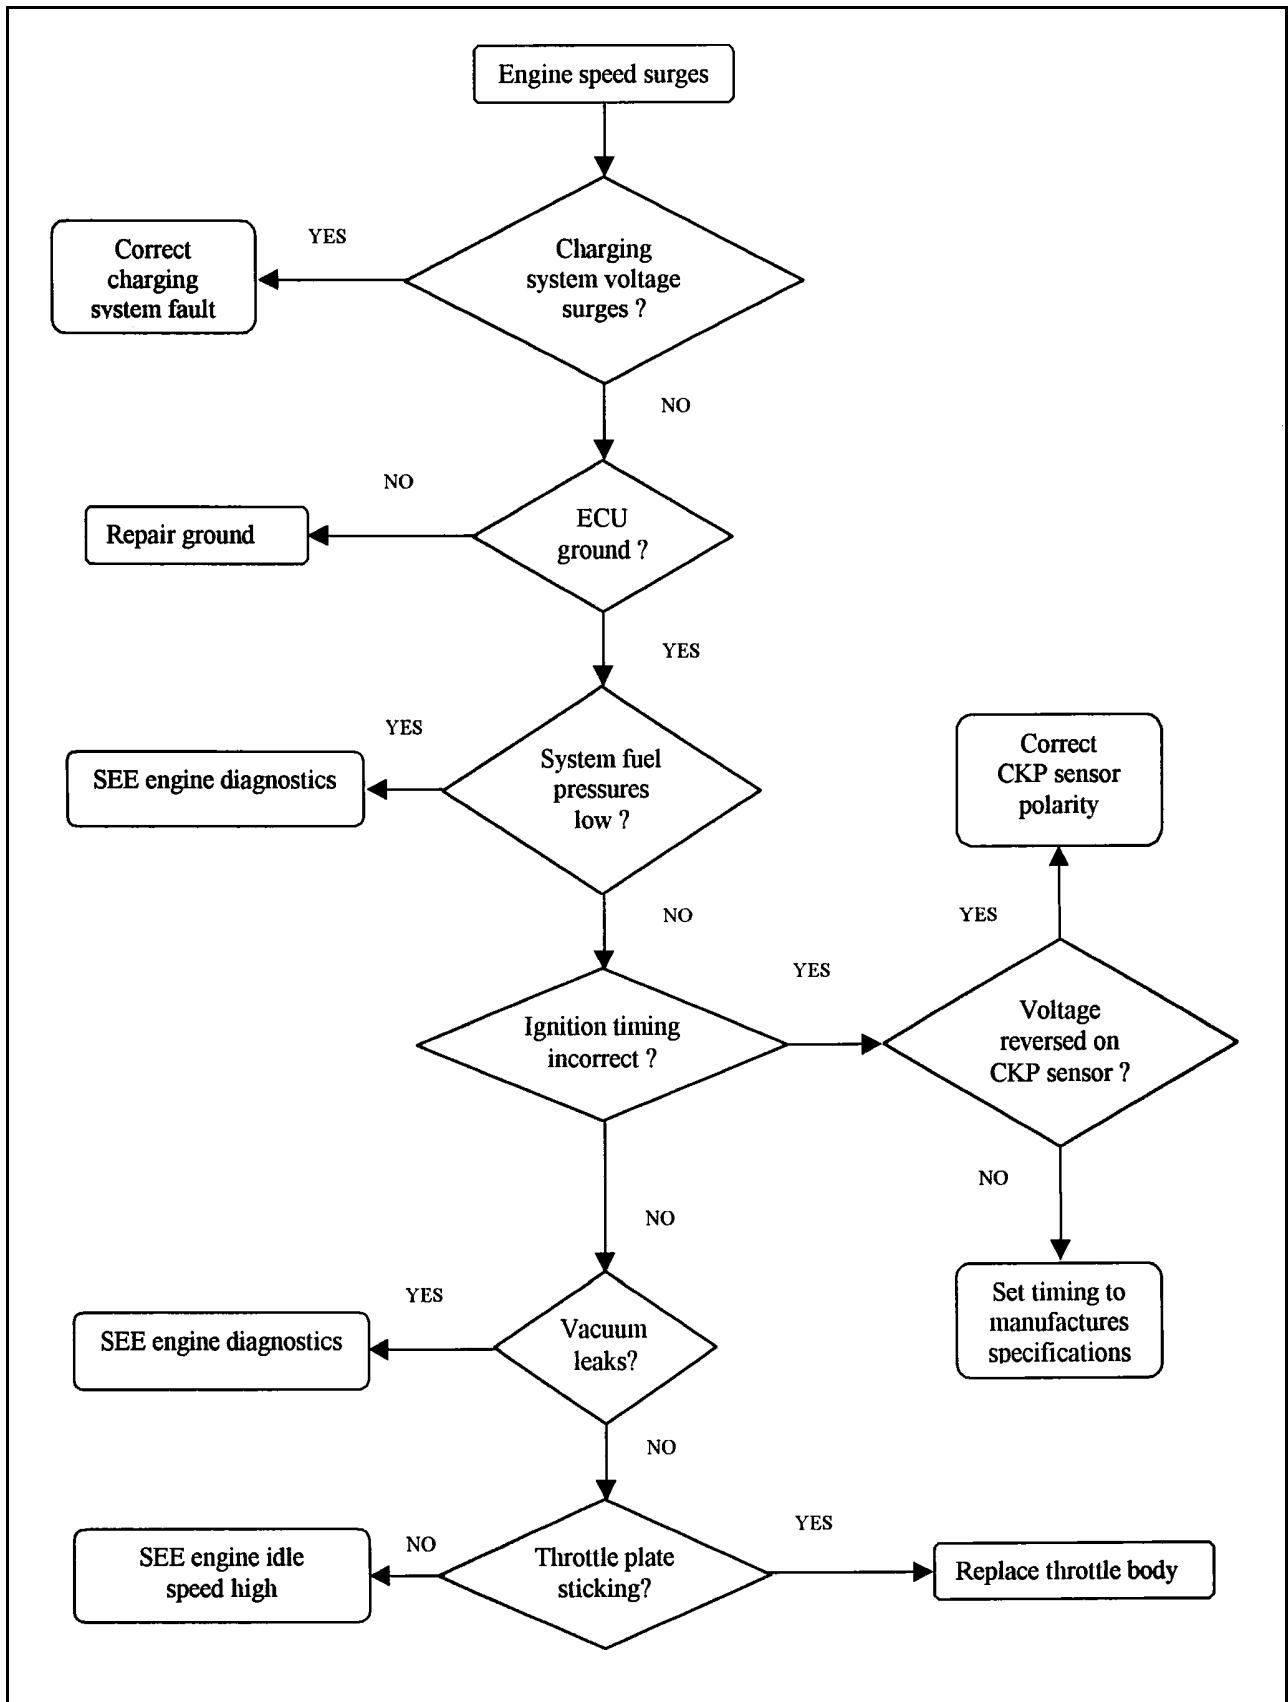 Engine speed surges
YES
Correct
charging
system fault
Charging
system voltage
surges ?
NO
NO
Repair ground
ECU
ground ?
YES
YES
SEE engine diagnostics
System fuel
pressures
low ?
Correct
CKP sensor
polarity
NO
YES
YES
Ignition timing
incorrect ?
Voltage
reversed on
CKP sensor ?
NO
NO
YES
SEE engine diagnostics
Vacuum
leaks?
Set timing to
manufactures
specifications
NO
NO
SEE engine idle
speed high
Throttle plate
sticking?
YES
Replace throttle body